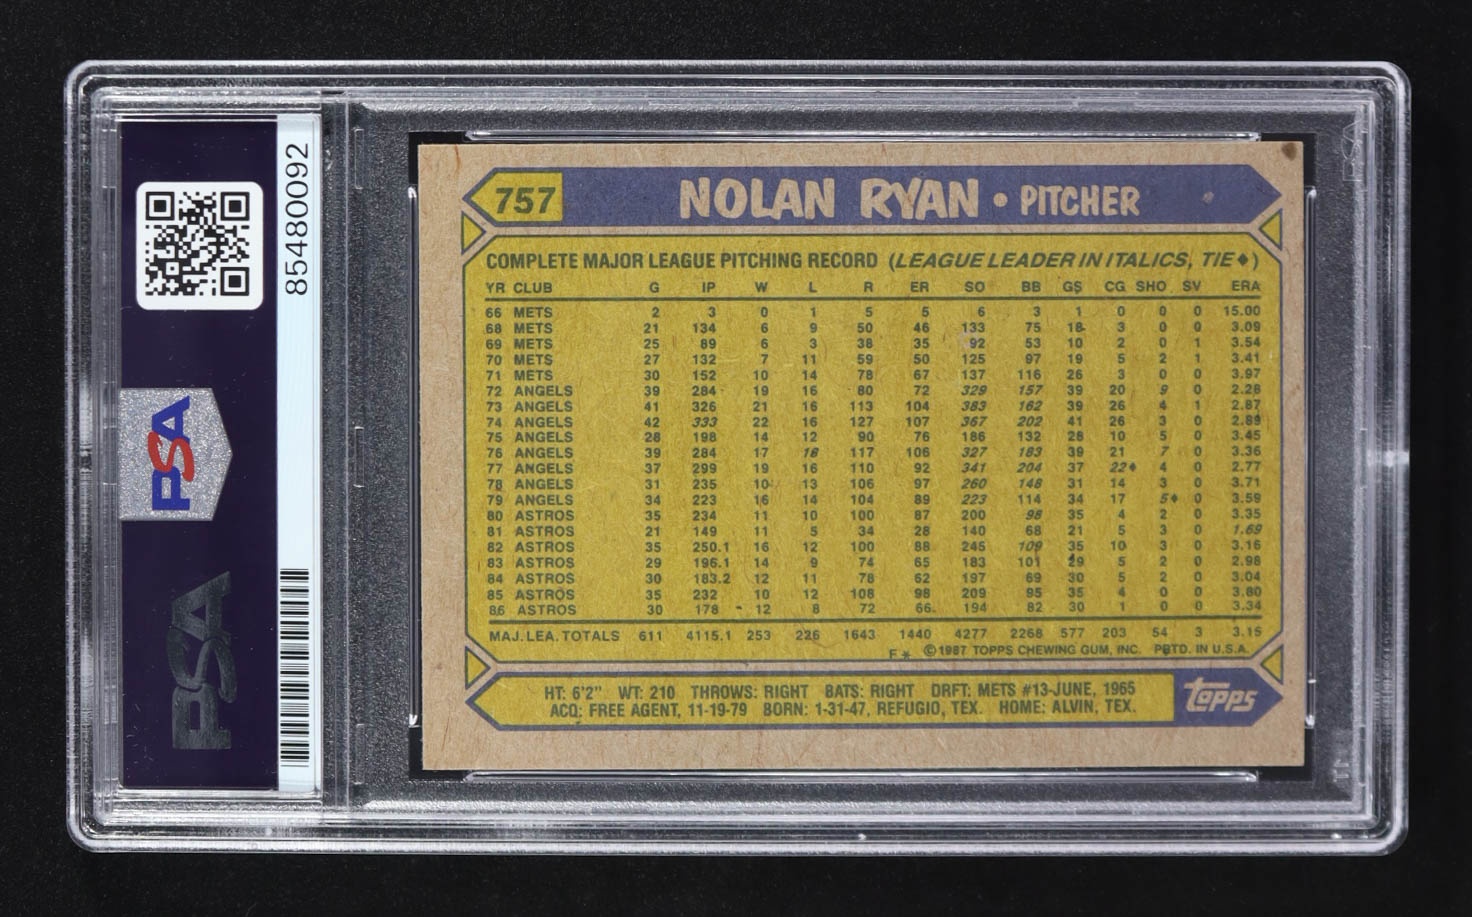 85480092
PSA
PSA
757 NOLAN RYAN • PITCHER
COMPLETE MAJOR LEAGUE PITCHING RECORD (LEAGUE LEADER IN ITALICS, TIE♦)
YR CLUB G IP W L R ER SO BB GS CG SHO SV ERA
66 METS 2 3 0 1 5 5 6 3 1 0 0 0 15.00
68 METS 21 134 6 9 50 46 133 75 18 3 0 0 3.09
69 METS 25 89 6 3 38 35 92 53 10 2 0 1 3.54
70 METS 27 132 7 11 59 50 125 97 19 5 2 1 3.41
71 METS 30 152 10 14 78 67 137 116 26 3 0 0 3.97
72 ANGELS 39 284 19 16 80 72 329 157 39 20 9 0 2.28
73 ANGELS 41 326 21 16 113 104 383 162 39 26 4 1 2.87
74 ANGELS 42 333 22 16 127 107 367 202 41 26 3 0 2.89
75 ANGELS 28 198 14 12 90 76 186 132 28 10 5 0 3.45
76 ANGELS 39 284 17 18 117 106 327 183 39 21 7 0 3.36
77 ANGELS 37 299 19 16 110 92 341 204 37 22♦ 4 0 2.77
78 ANGELS 31 235 10 13 106 97 260 148 31 14 3 0 3.71
79 ANGELS 34 223 16 14 104 89 223 114 34 17 5♦ 0 3.59
80 ASTROS 35 234 11 10 100 87 200 98 35 4 2 0 3.35
81 ASTROS 21 149 11 5 34 28 140 68 21 5 3 0 1.69
82 ASTROS 35 250.1 16 12 100 88 245 109 35 10 3 0 3.16
83 ASTROS 29 196.1 14 9 74 65 183 101 29 5 2 0 2.98
84 ASTROS 30 183.2 12 11 78 62 197 69 30 5 2 0 3.04
85 ASTROS 35 232 10 12 108 98 209 95 35 4 0 0 3.80
86 ASTROS 30 178 12 8 72 66 194 82 30 1 0 0 3.34
MAJ. LEA. TOTALS 611 4115.1 253 226 1643 1440 4277 2268 577 203 54 3 3.15
F* ©1987 TOPPS CHEWING GUM, INC. PRTD. IN U.S.A.
HT: 6'2" WT: 210 THROWS: RIGHT BATS: RIGHT DRFT: METS #13-JUNE, 1965
ACQ: FREE AGENT, 11-19-79 BORN: 1-31-47, REFUGIO, TEX. HOME: ALVIN, TEX.
topps